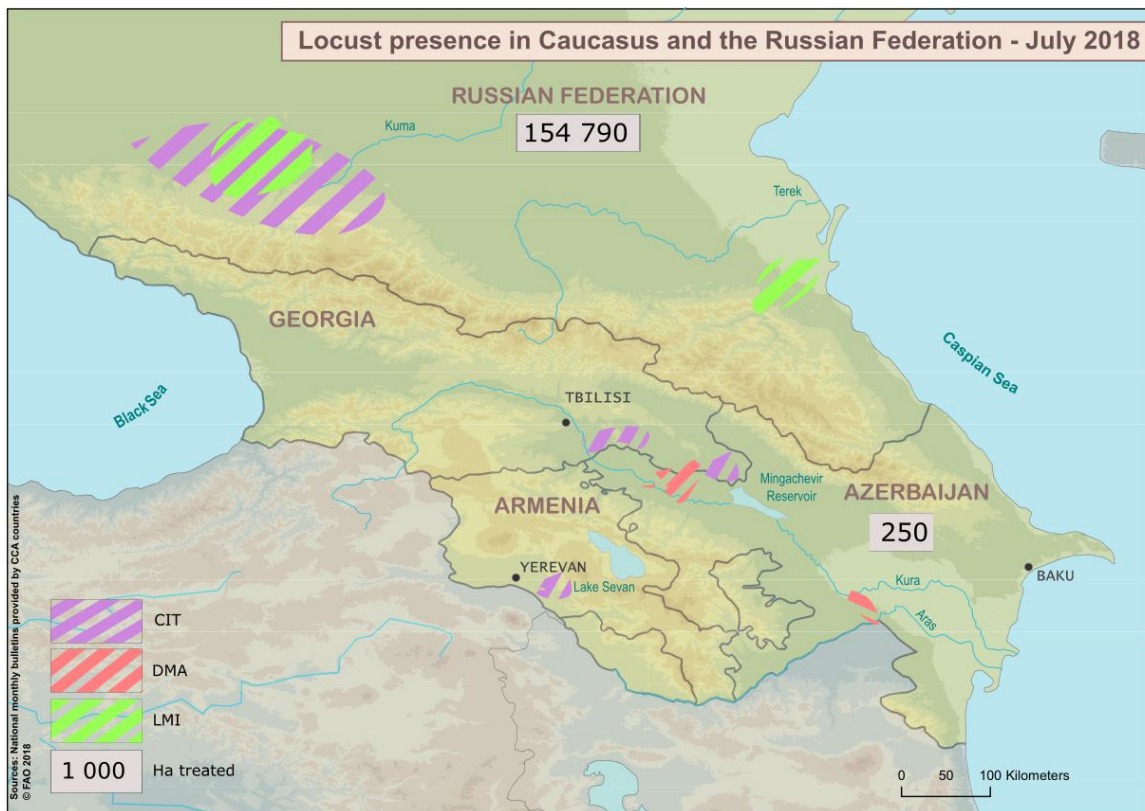 Locust presence in Caucasus and the Russian Federation - July 2018
RUSSIAN FEDERATION
154 790
Kuma
Terek
GEORGIA
Caspian Sea
Black Sea
TBILISI
Mingachevir
Reservoir
ARMENIA
AZERBAIJAN
250
YEREVAN
Lake Sevan
BAKU
Kura
Aras
CIT
DMA
LMI
1 000
Ha treated
0 50 100 Kilometers
Sources: National monthly bulletins provided by CCA countries
© FAO 2018